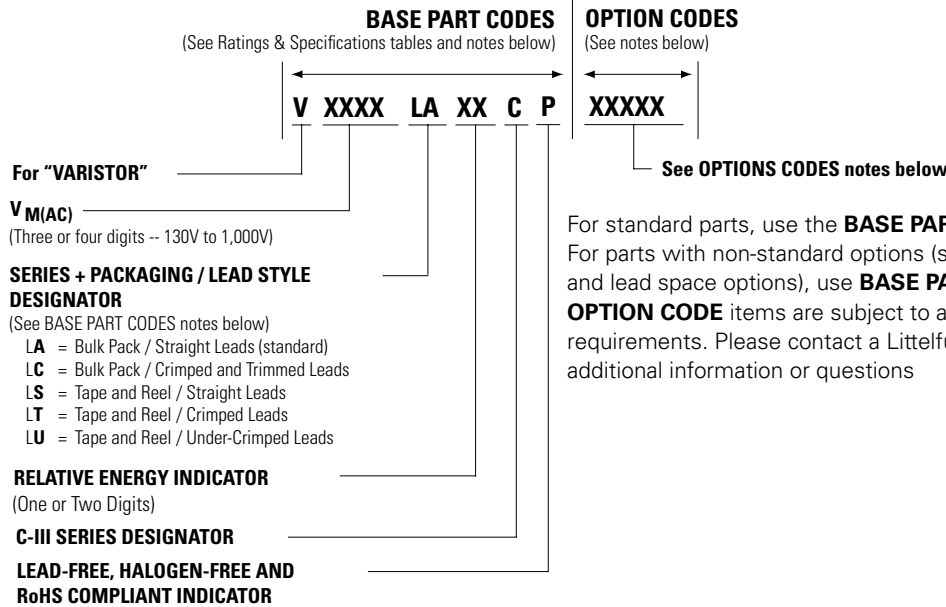 BASE PART CODES
(See Ratings & Specifications tables and notes below)
OPTION CODES
(See notes below)
V XXXX LA XX C P XXXXX
For “VARISTOR”
See OPTIONS CODES notes below
V M(AC)
(Three or four digits -- 130V to 1,000V)
SERIES + PACKAGING / LEAD STYLE
DESIGNATOR
(See BASE PART CODES notes below)
LA = Bulk Pack / Straight Leads (standard)
LC = Bulk Pack / Crimped and Trimmed Leads
LS = Tape and Reel / Straight Leads
LT = Tape and Reel / Crimped Leads
LU = Tape and Reel / Under-Crimped Leads
RELATIVE ENERGY INDICATOR
(One or Two Digits)
C-III SERIES DESIGNATOR
LEAD-FREE, HALOGEN-FREE AND
RoHS COMPLIANT INDICATOR
For standard parts, use the BASE
For parts with non-standard options
and lead space options), use BASE
OPTION CODE items are subject to
requirements. Please contact a
additional information or questions